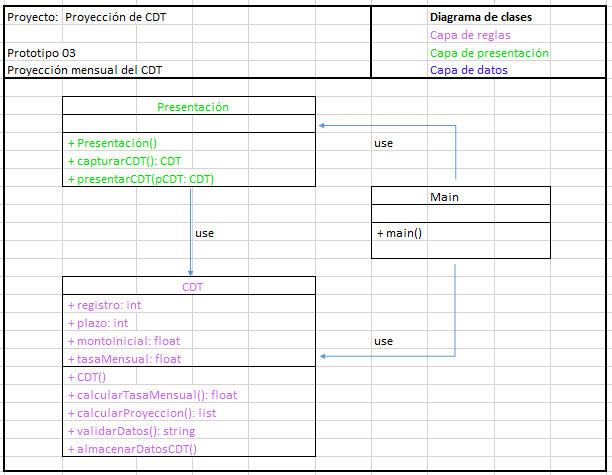 Proyecto:  Proyección de CDT
Diagrama de clases
Capa de reglas
Prototipo 03
Capa de presentación
Proyección mensual del CDT
Capa de datos
Presentación
+ Presentación()
+ capturarCDT(): CDT
+ presentarCDT(pCDT: CDT)
use
Main
+ main()
use
CDT
+ registro: int
+ plazo: int
+ montoInicial: float
+ tasaMensual: float
use
+ CDT()
+ calcularTasaMensual(): float
+ calcularProyeccion(): list
+ validarDatos(): string
+ almacenarDatosCDT()